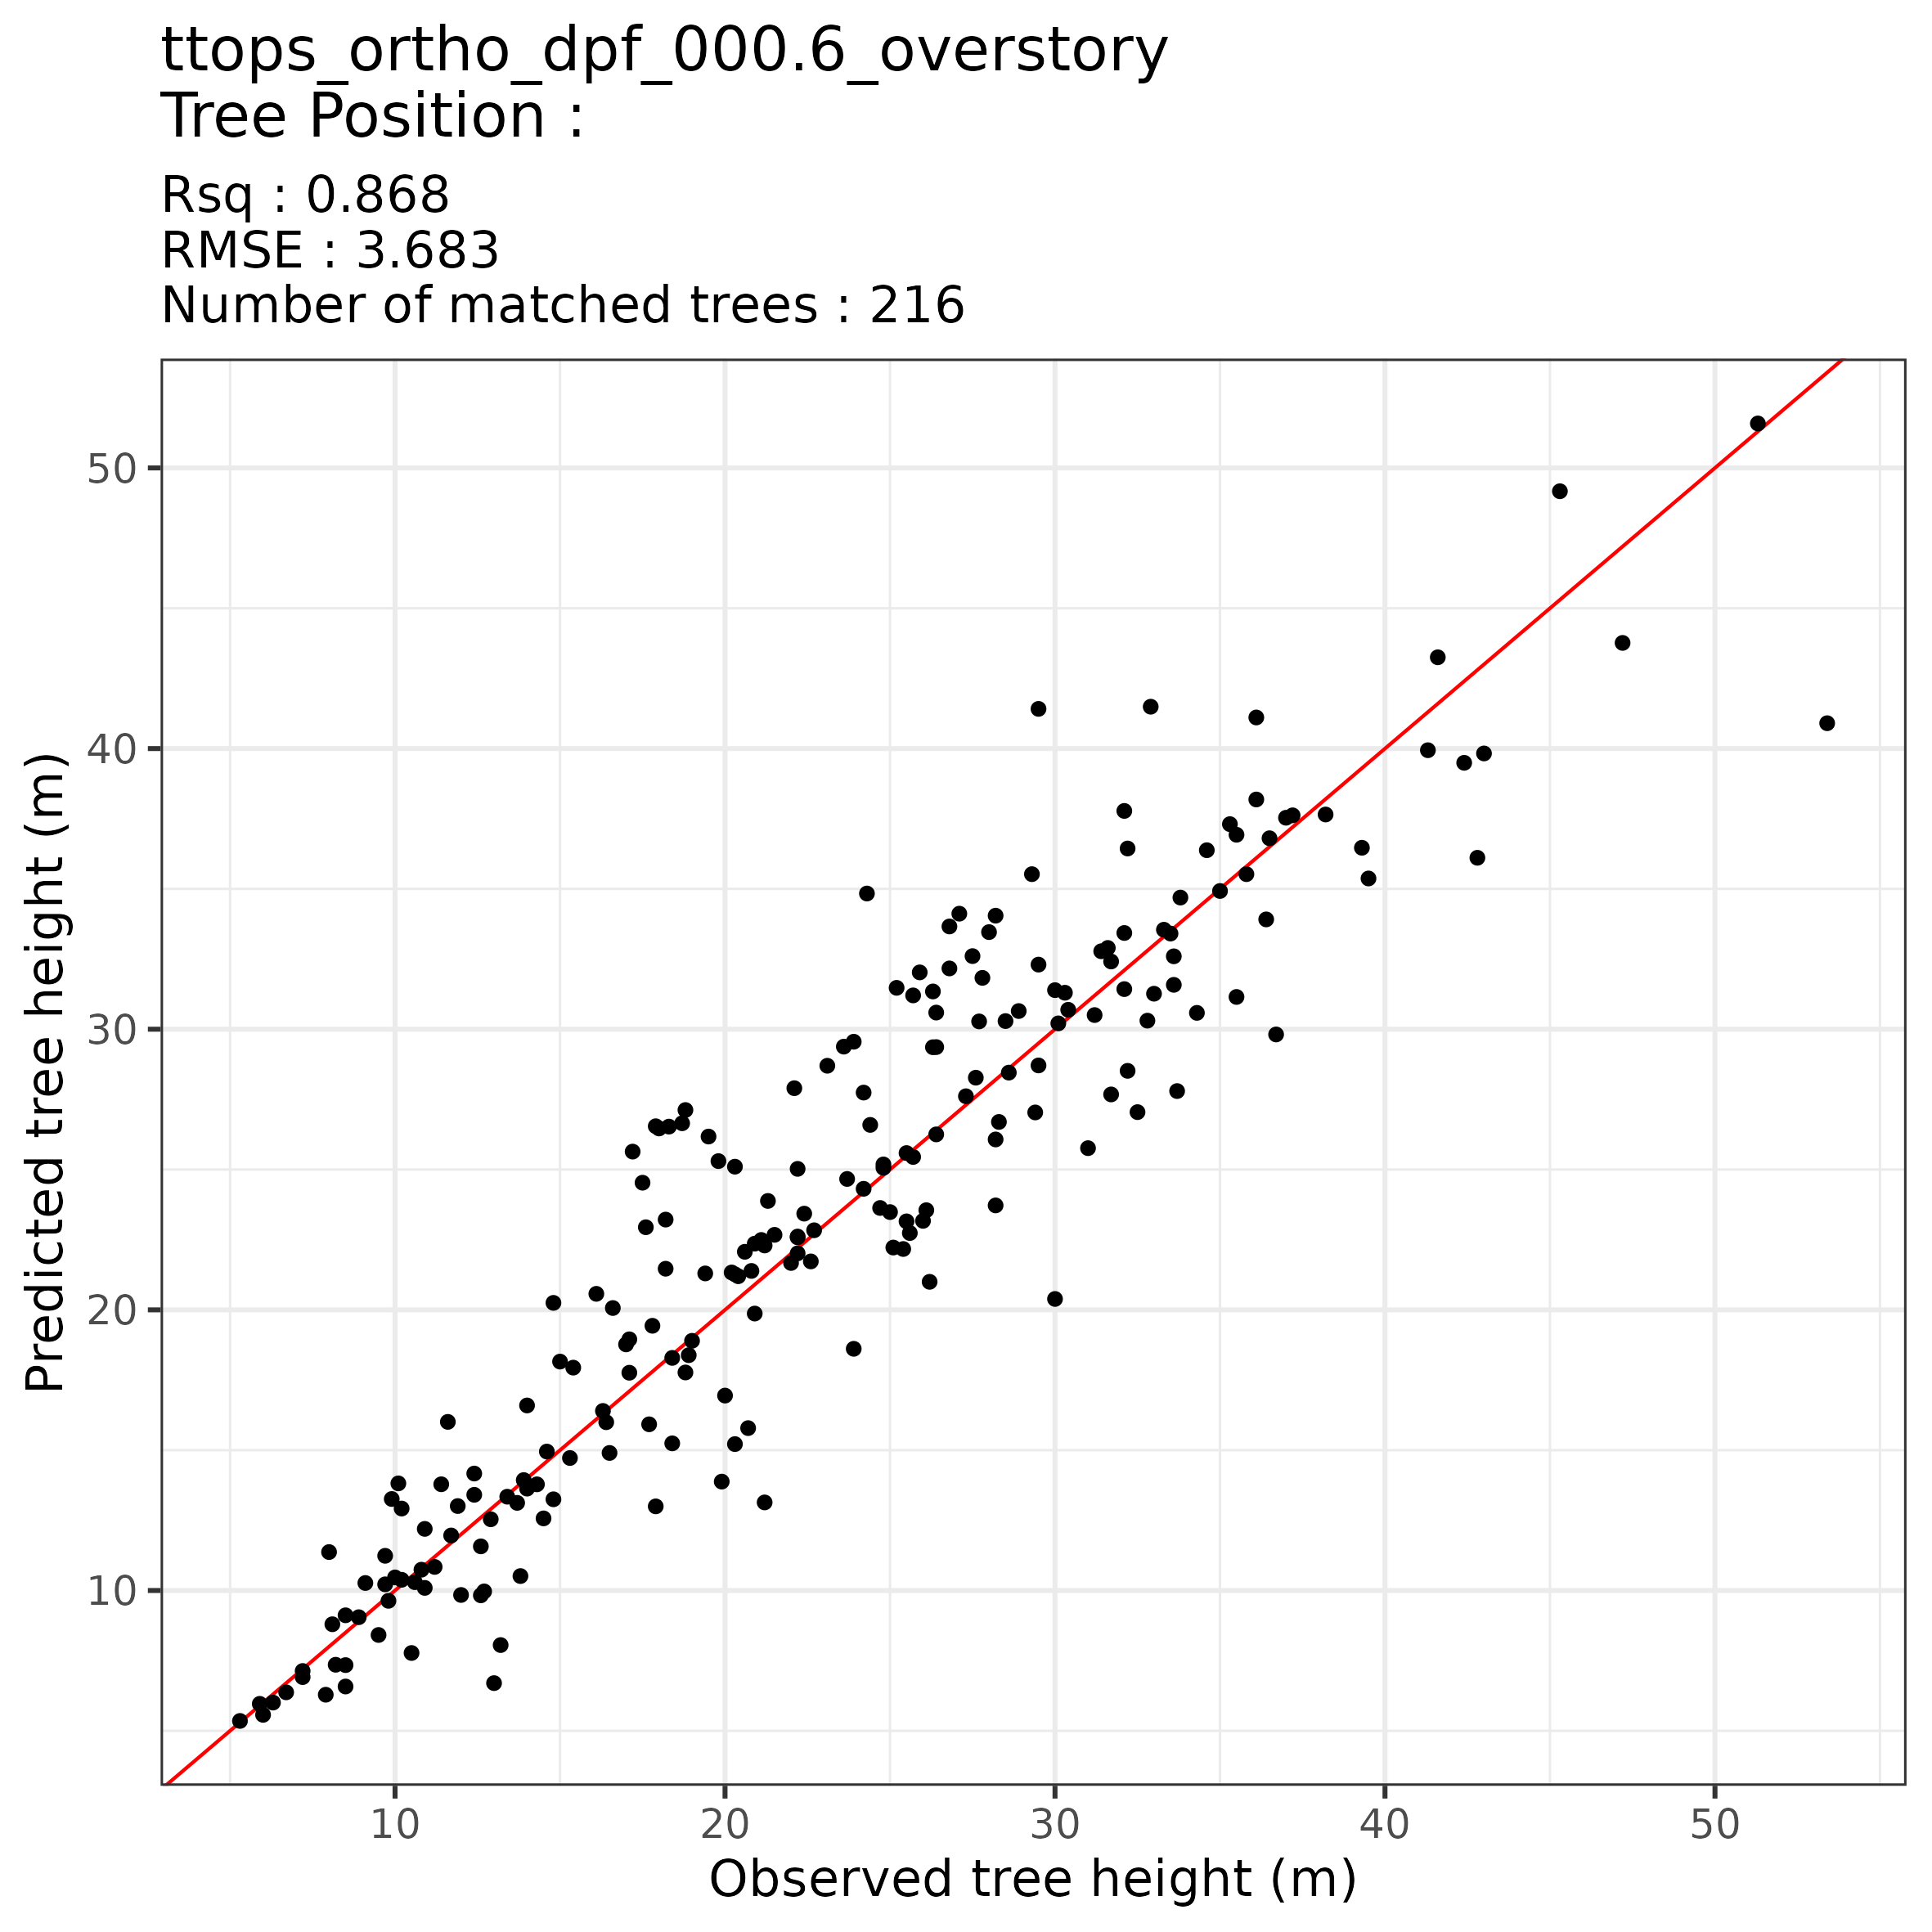 ttops_ortho_dpf_000.6_overstory
Tree Position :
Rsq : 0.868
RMSE : 3.683
Number of matched trees : 216
50
40
30
20
10
Predicted tree height (m)
10 20 30 40 50
Observed tree height (m)